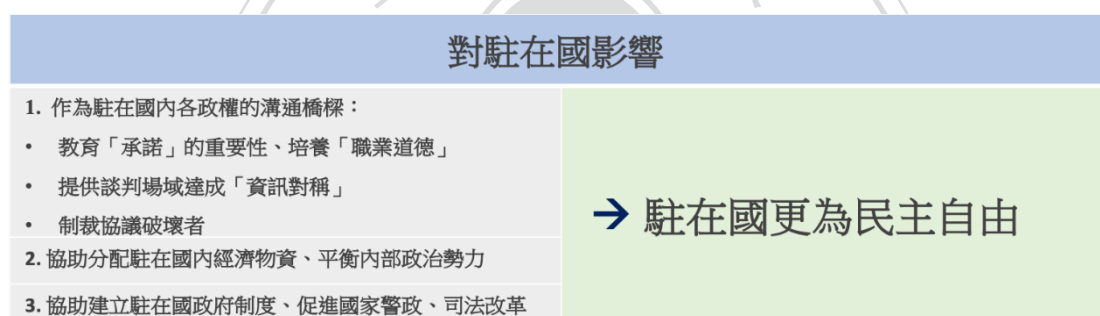 對駐在國影響
1. 作為駐在國內各政權的溝通橋樑：
• 教育「承諾」的重要性、培養「職業道德」
• 提供談判場域達成「資訊對稱」
• 制裁協議破壞者
2. 協助分配駐在國內經濟物資、平衡內部政治勢力
3. 協助建立駐在國政府制度、促進國家警政、司法改革
→ 駐在國更為民主自由